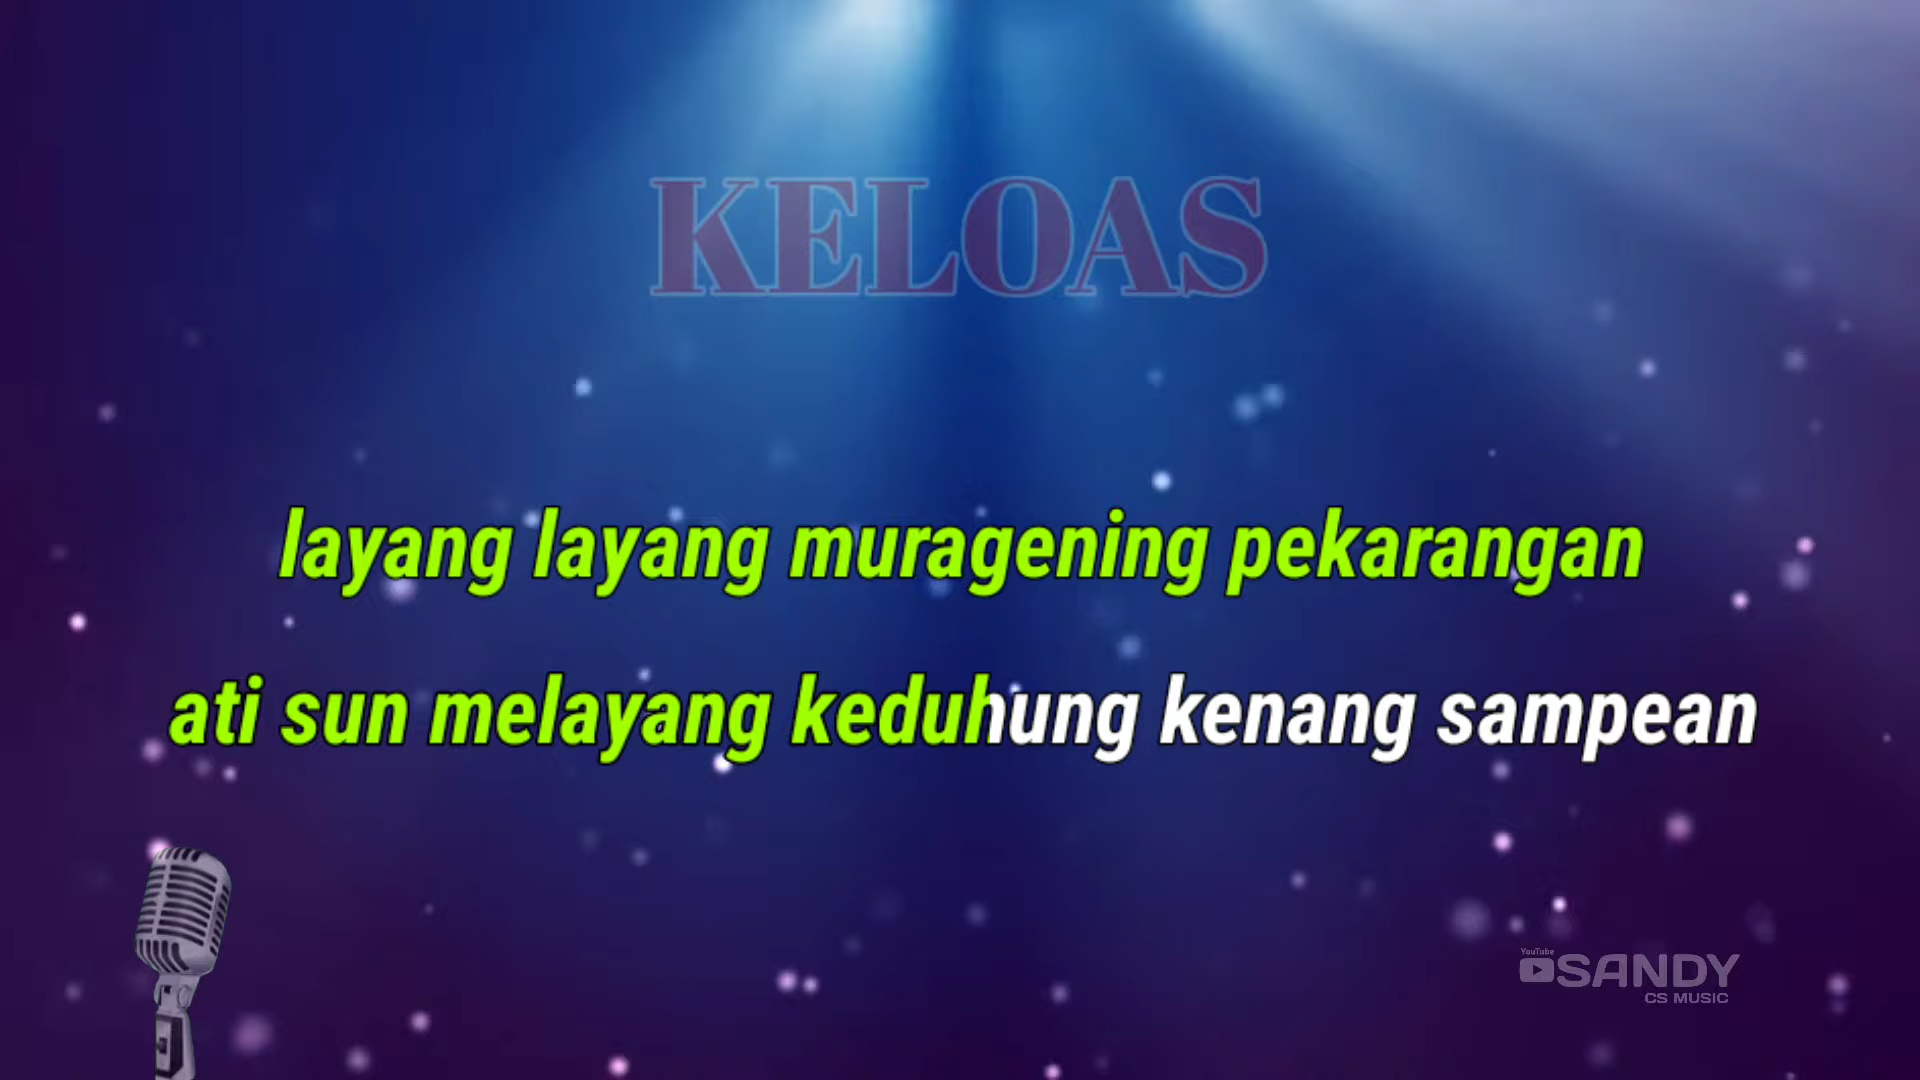 KELOAS
layang layang muragening pekarangan
ati sun melayang keduhung kenang sampean
YouTube
SANDY
CS MUSIC